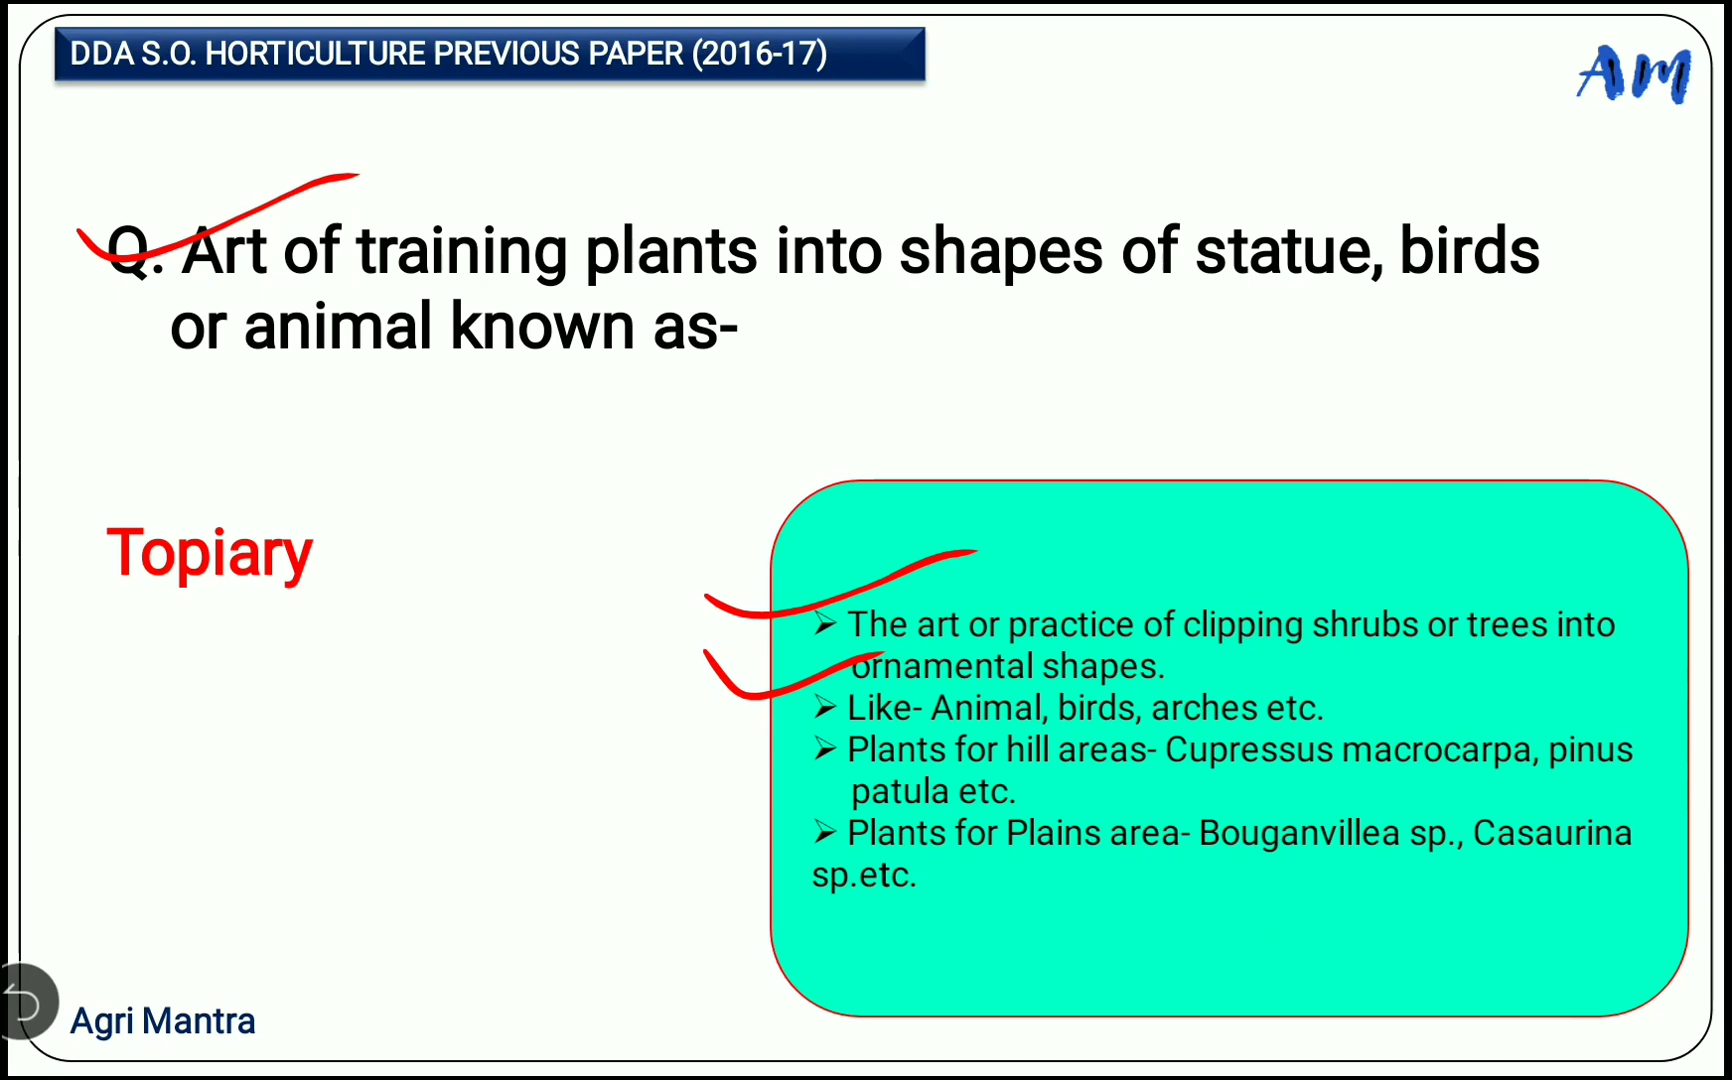 DDA S.O. HORTICULTURE PREVIOUS PAPER (2016-17)
AM
Q. Art of training plants into shapes of statue, birds
or animal known as-
Topiary
➢ The art or practice of clipping shrubs or trees into
ornamental shapes.
➢ Like- Animal, birds, arches etc.
➢ Plants for hill areas- Cupressus macrocarpa, pinus
patula etc.
➢ Plants for Plains area- Bouganvillea sp., Casaurina
sp.etc.
Agri Mantra